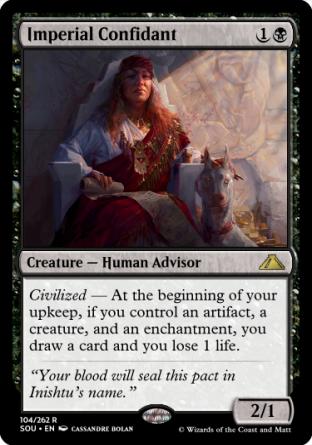 Imperial Confidant 1
Creature — Human Advisor
Civilized — At the beginning of your
upkeep, if you control an artifact, a
creature, and an enchantment, you
draw a card and you lose 1 life.
“Your blood will seal this pact in
Inishtu’s name.”
2/1
104/262 R
SOU • EN CASSANDRE BOLAN
© Wizards of the Coast and Matt